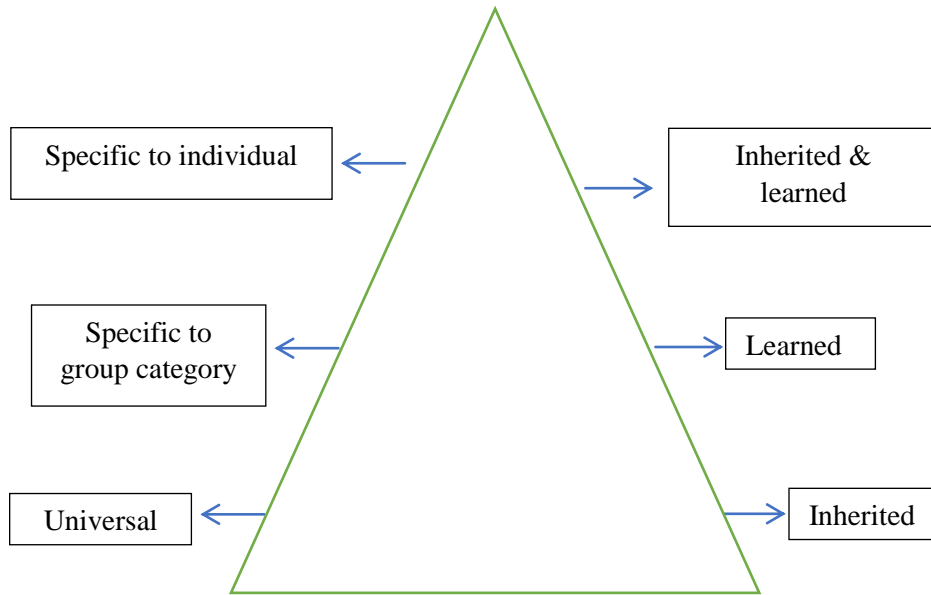 Specific to individual
Inherited &
learned
Specific to
group category
Learned
Universal
Inherited